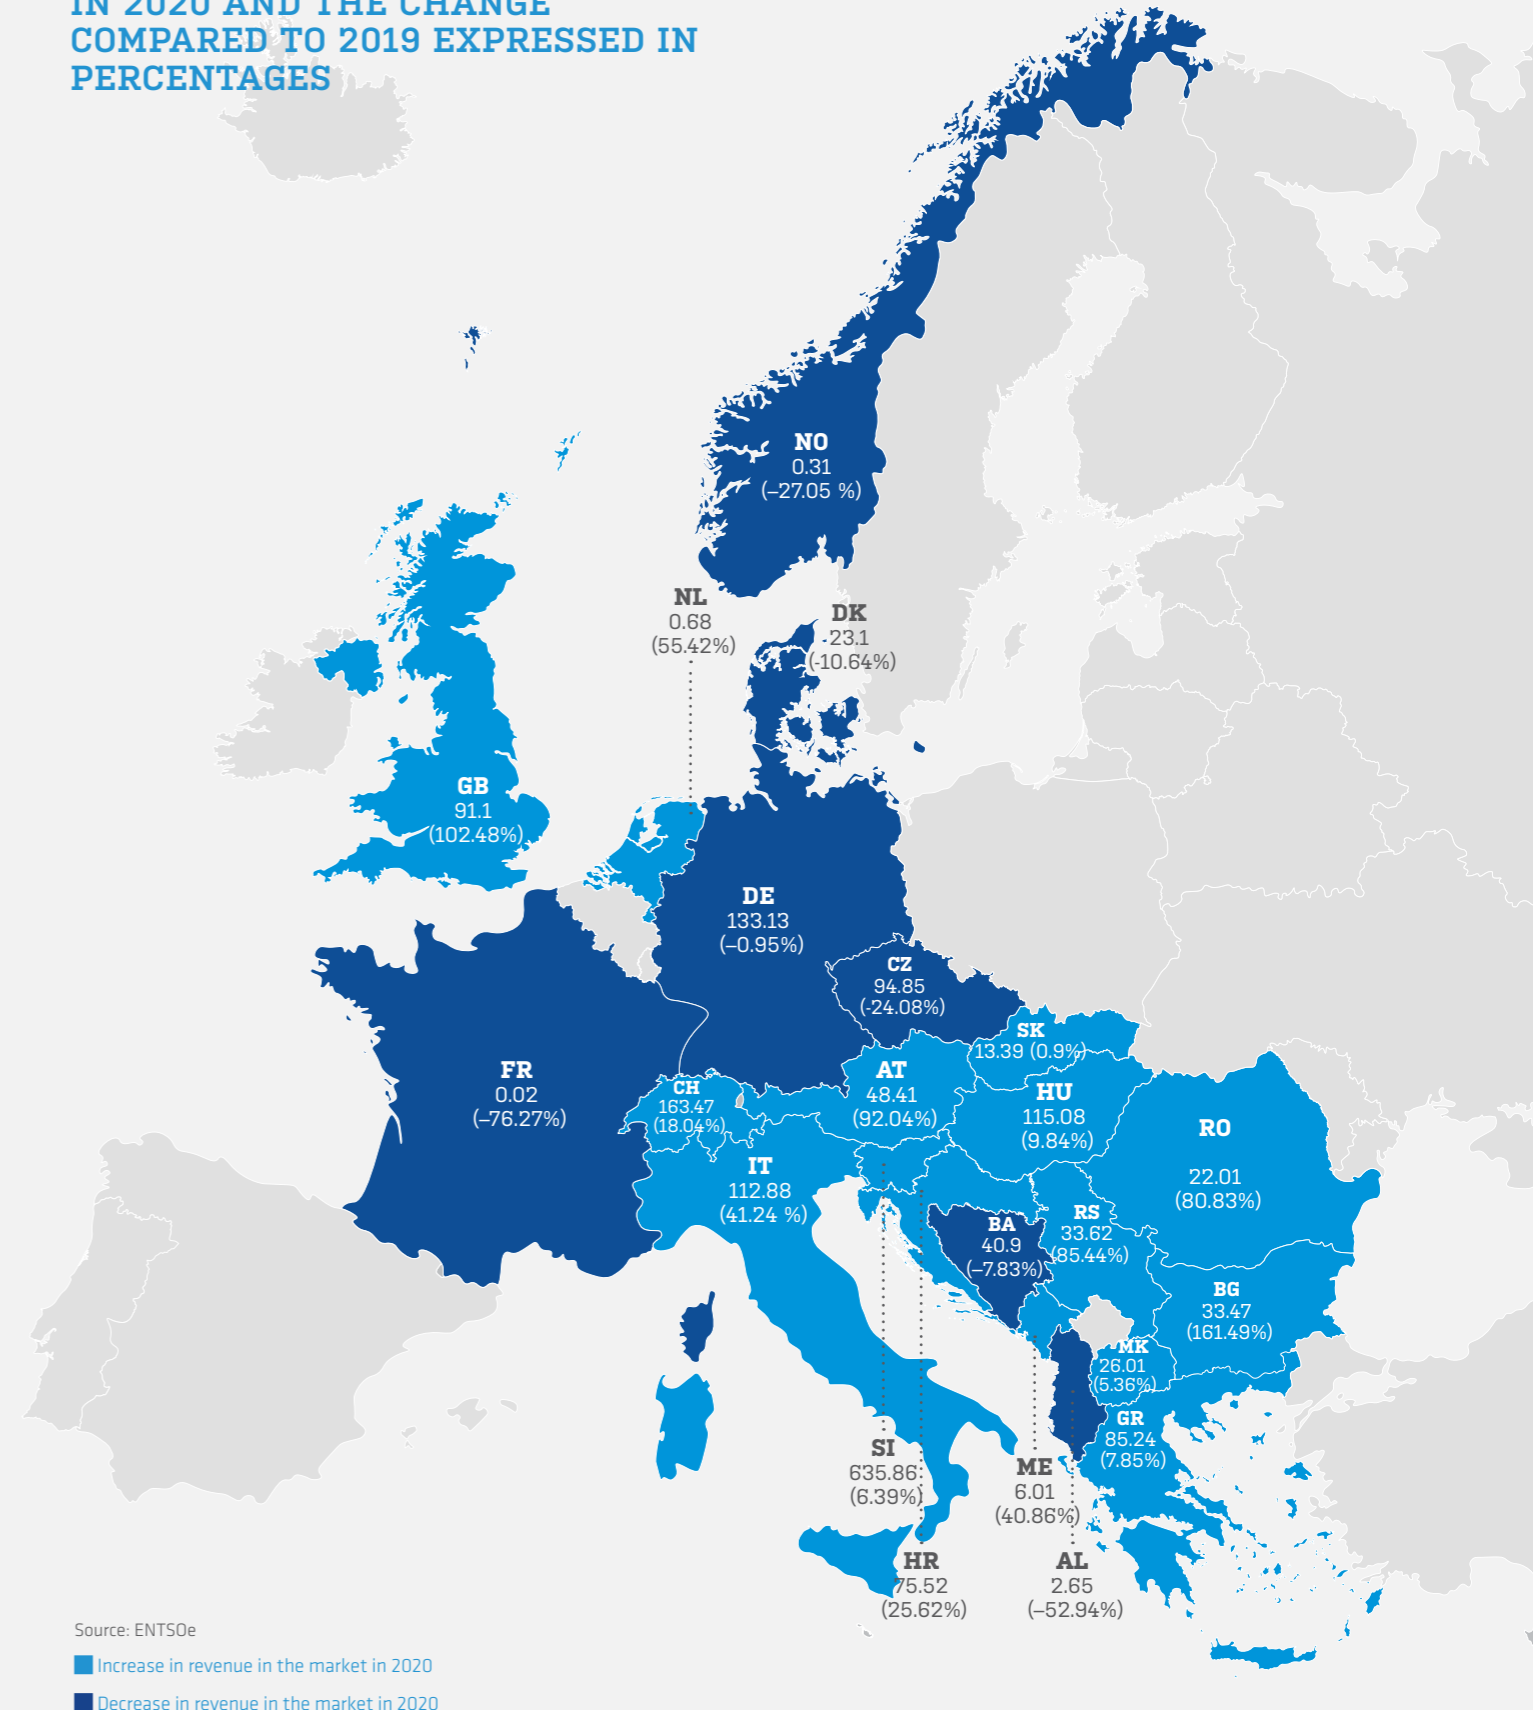 IN 2020 AND THE CHANGE
COMPARED TO 2019 EXPRESSED IN
PERCENTAGES
NO
0.31
(–27.05 %)
NL
0.68
(55.42%)
DK
23.1
(-10.64%)
GB
91.1
(102.48%)
DE
133.13
(–0.95%)
CZ
94.85
(-24.08%)
SK
13.39 (0.9%)
FR
0.02
(–76.27%)
CH
163.47
(18.04%)
AT
48.41
(92.04%)
HU
115.08
(9.84%)
RO
22.01
(80.83%)
IT
112.88
(41.24 %)
BA
40.9
(–7.83%)
RS
33.62
(85.44%)
BG
33.47
(161.49%)
MK
26.01
(5.36%)
GR
85.24
(7.85%)
SI
635.86
(6.39%)
ME
6.01
(40.86%)
HR
75.52
(25.62%)
AL
2.65
(–52.94%)
Source: ENTSOe
Increase in revenue in the market in 2020
Decrease in revenue in the market in 2020